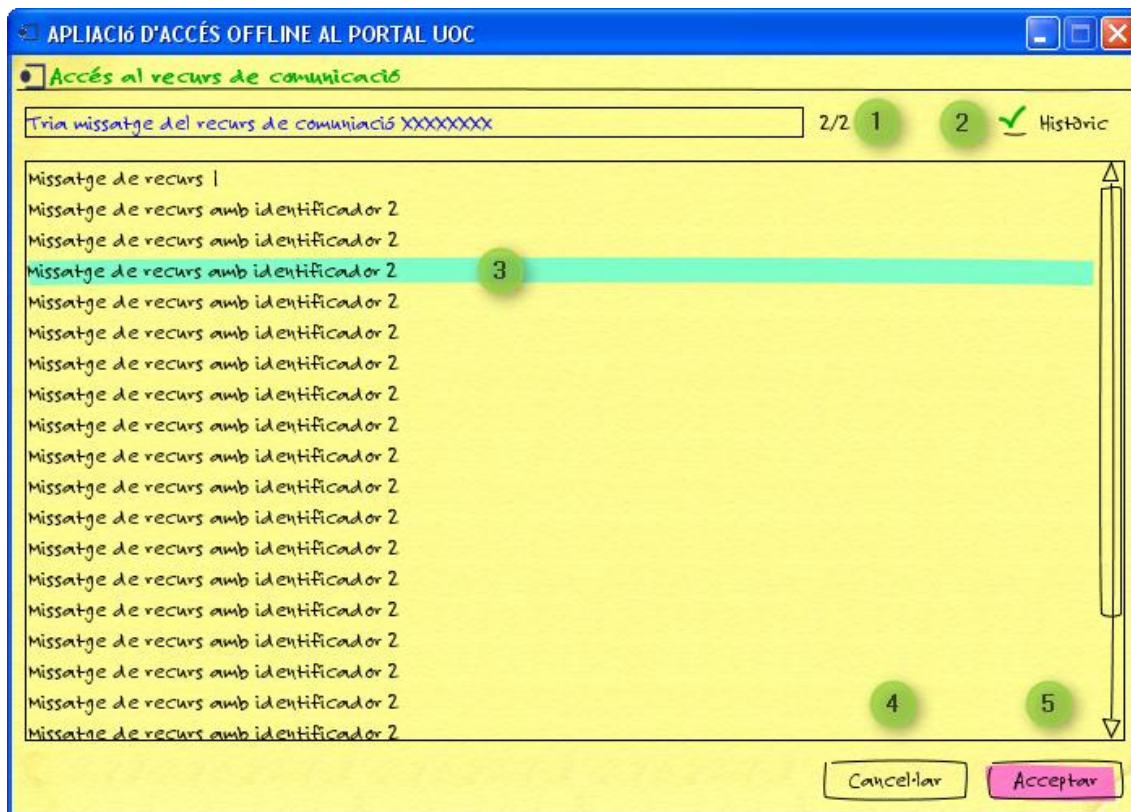 APLIACIÓ D'ACCÉS OFFLINE AL PORTAL UOC
Accés al recurs de comunicació
Tria missatge del recurs de comuniació XXXXXXXX 2/2 1 2 Històric
Missatge de recurs 1
Missatge de recurs amb identificador 2
Missatge de recurs amb identificador 2
Missatge de recurs amb identificador 2 3
Missatge de recurs amb identificador 2
Missatge de recurs amb identificador 2
Missatge de recurs amb identificador 2
Missatge de recurs amb identificador 2
Missatge de recurs amb identificador 2
Missatge de recurs amb identificador 2
Missatge de recurs amb identificador 2
Missatge de recurs amb identificador 2
Missatge de recurs amb identificador 2
Missatge de recurs amb identificador 2
Missatge de recurs amb identificador 2
Missatge de recurs amb identificador 2
Missatge de recurs amb identificador 2
Missatge de recurs amb identificador 2 4 5
Missatge de recurs amb identificador 2
Cancel·lar Acceptar